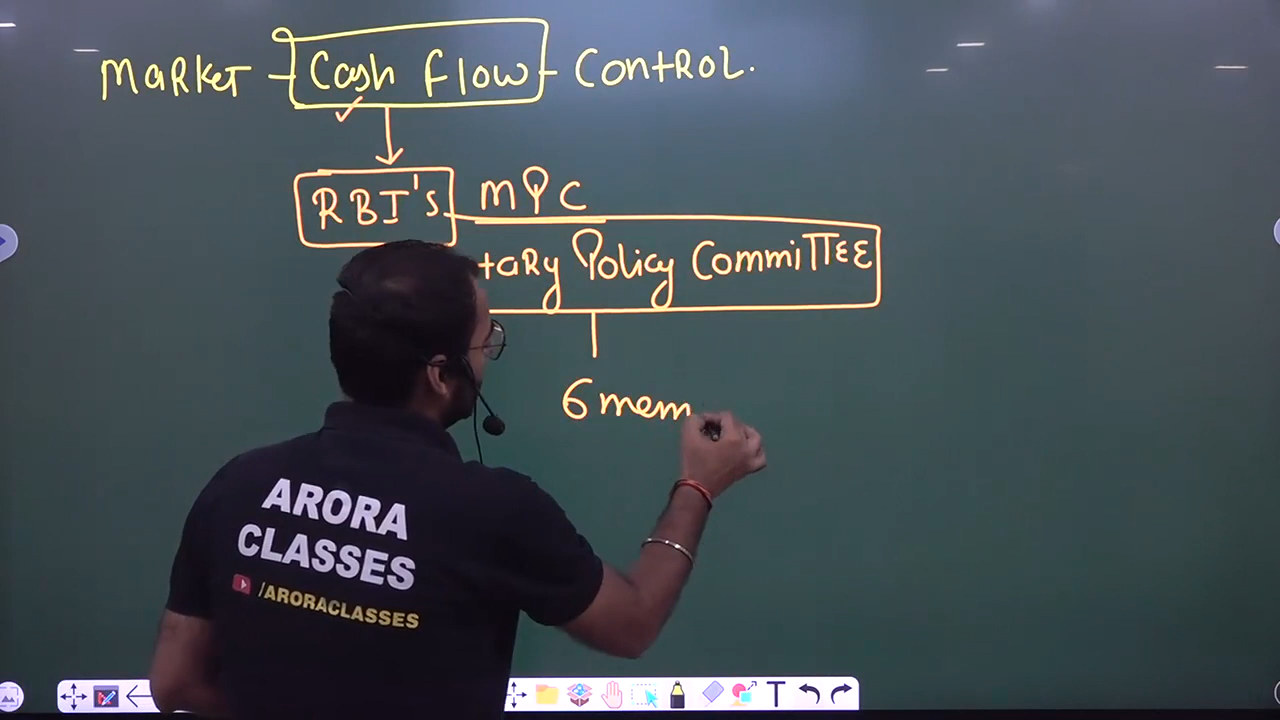 MARKET - Cash Flow - CONTROL.
RBI's MPC
tary Policy Committee
6 mem
ARORA
CLASSES
/ARORACLASSES
T